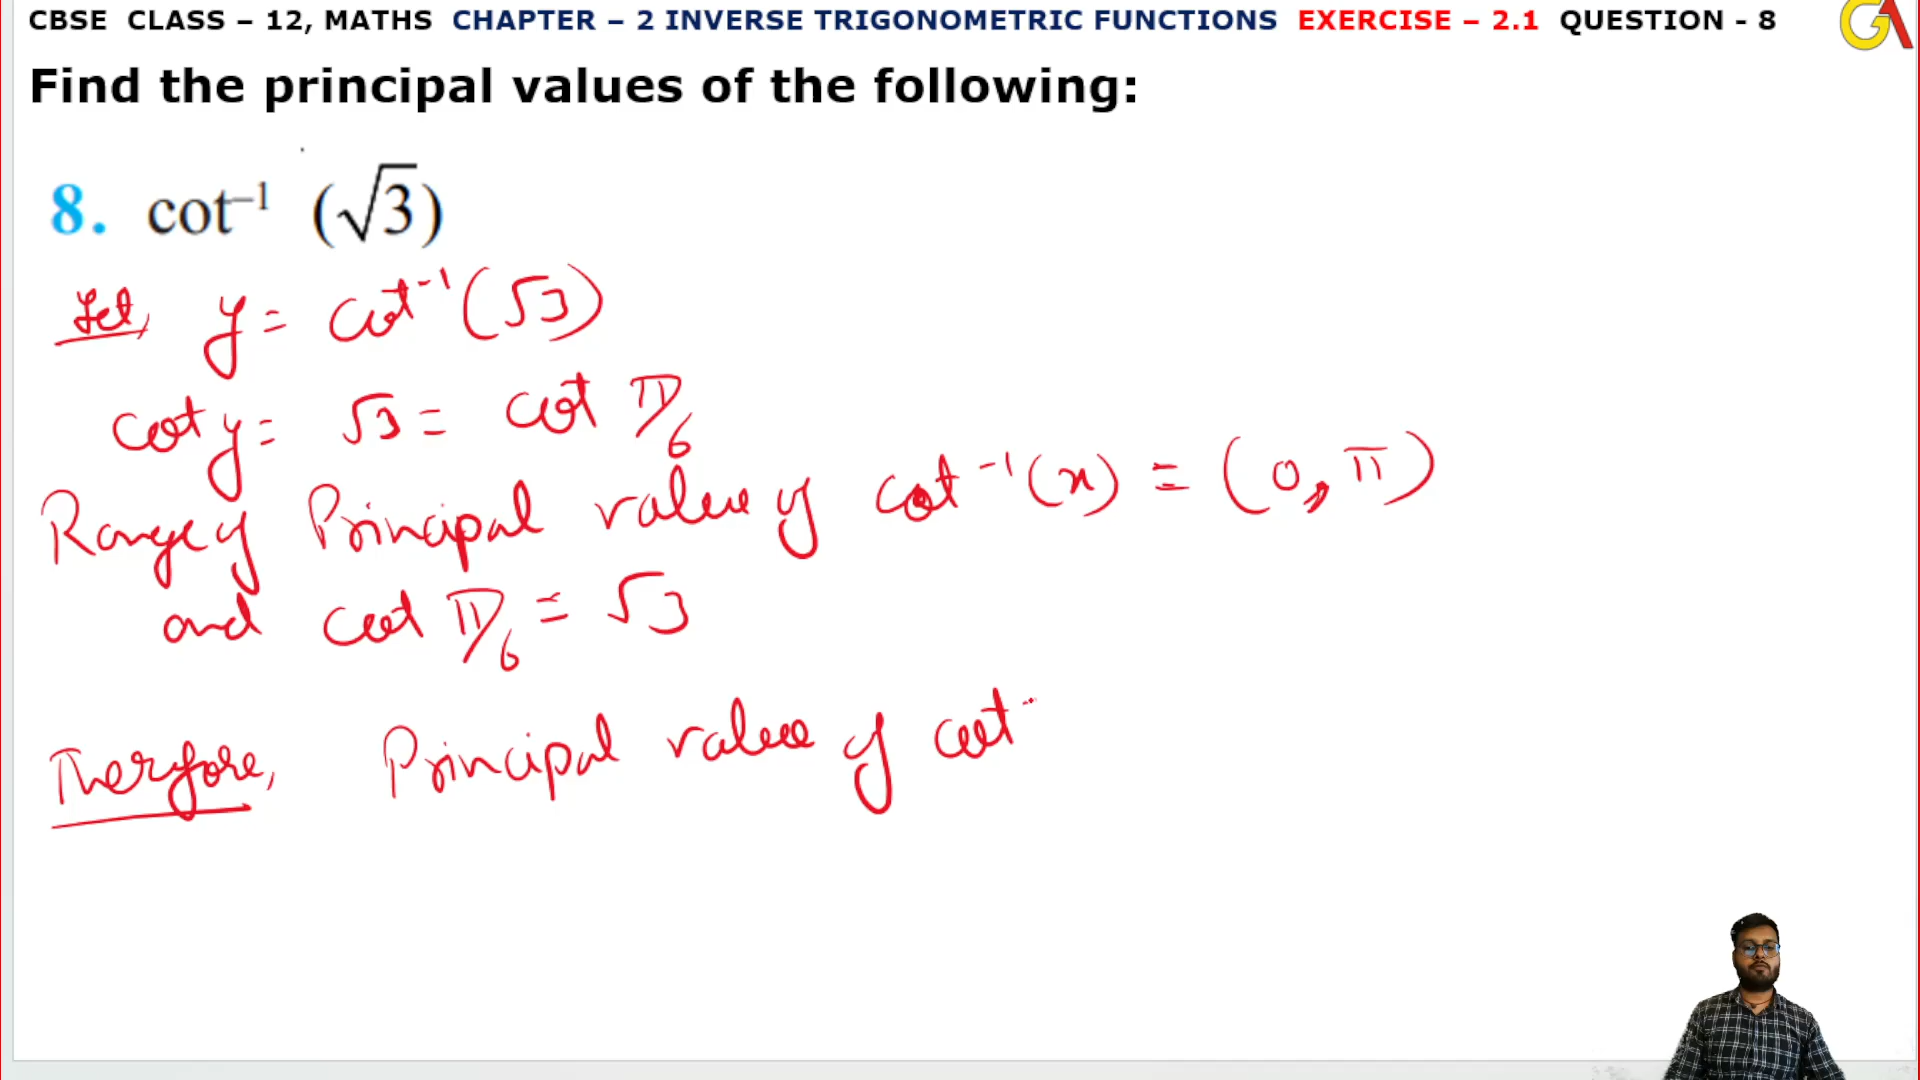 CBSE CLASS – 12, MATHS CHAPTER – 2 INVERSE TRIGONOMETRIC FUNCTIONS EXERCISE – 2.1 QUESTION - 8
GA
Find the principal values of the following:
8. cot⁻¹ (√3)
Let, y = cot⁻¹(√3)
cot y = √3 = cot π/6
Range of Principal value of cot⁻¹(x) = (0, π)
and cot π/6 = √3
Therefore, Principal value of cot⁻